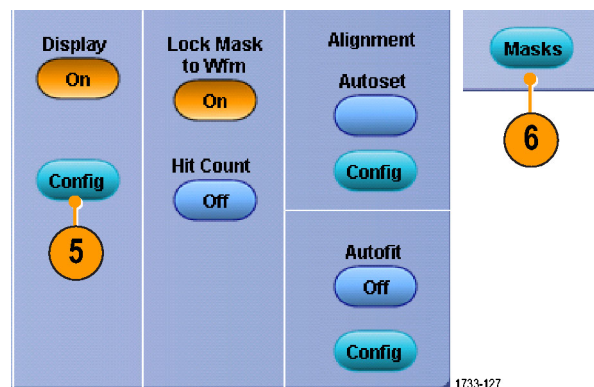 Display
On
Config
5
Lock Mask
to Wfm
On
Hit Count
Off
Alignment
Autoset
Config
Autofit
Off
Config
Masks
6
1733-127